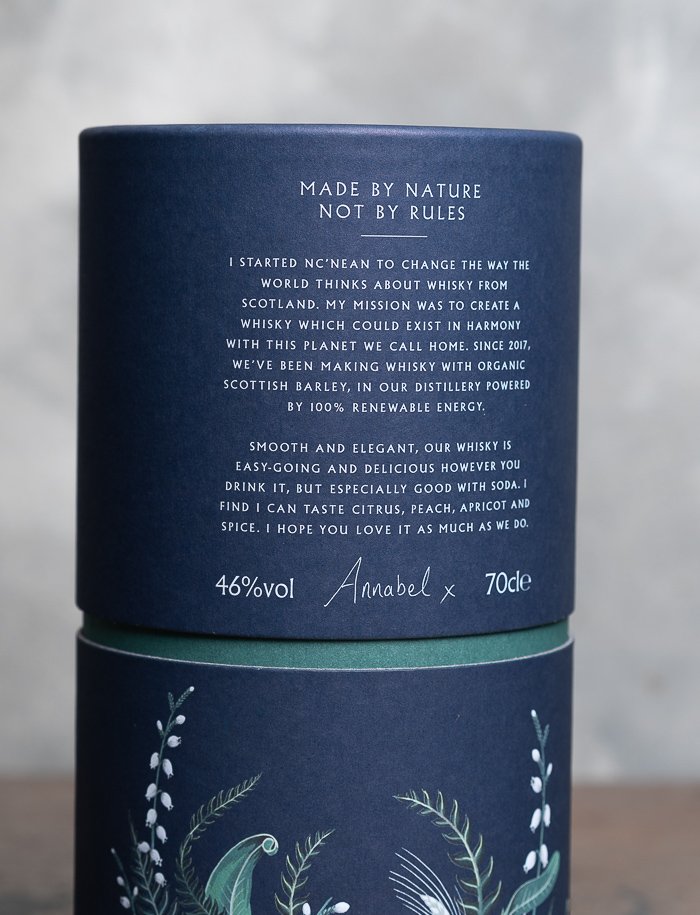 MADE BY NATURE
NOT BY RULES
I STARTED NC'NEAN TO CHANGE THE WAY THE
WORLD THINKS ABOUT WHISKY FROM
SCOTLAND. MY MISSION WAS TO CREATE A
WHISKY WHICH COULD EXIST IN HARMONY
WITH THIS PLANET WE CALL HOME. SINCE 2017,
WE'VE BEEN MAKING WHISKY WITH ORGANIC
SCOTTISH BARLEY, IN OUR DISTILLERY POWERED
BY 100% RENEWABLE ENERGY.
SMOOTH AND ELEGANT, OUR WHISKY IS
EASY-GOING AND DELICIOUS HOWEVER YOU
DRINK IT, BUT ESPECIALLY GOOD WITH SODA. I
FIND I CAN TASTE CITRUS, PEACH, APRICOT AND
SPICE. I HOPE YOU LOVE IT AS MUCH AS WE DO.
46%vol Annabel x 70cle